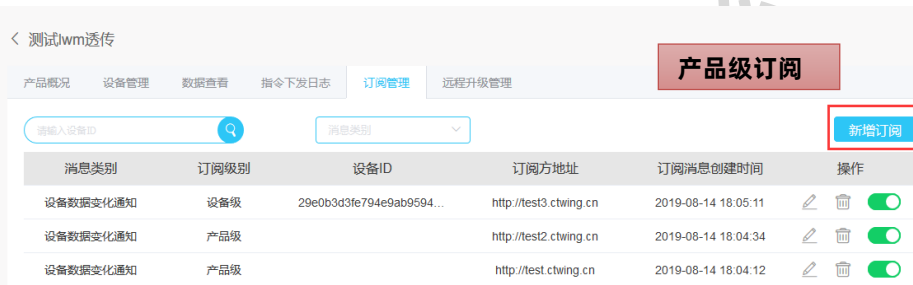 < 测试lwm透传
产品级订阅
产品概况 设备管理 数据查看 指令下发日志 订阅管理 远程升级管理
请输入设备ID 消息类别 新增订阅
消息类别 订阅级别 设备ID 订阅方地址 订阅消息创建时间 操作
设备数据变化通知 设备级 29e0b3d3fe794e9ab9594... http://test3.ctwing.cn 2019-08-14 18:05:11
设备数据变化通知 产品级 http://test2.ctwing.cn 2019-08-14 18:04:34
设备数据变化通知 产品级 http://test.ctwing.cn 2019-08-14 18:04:12